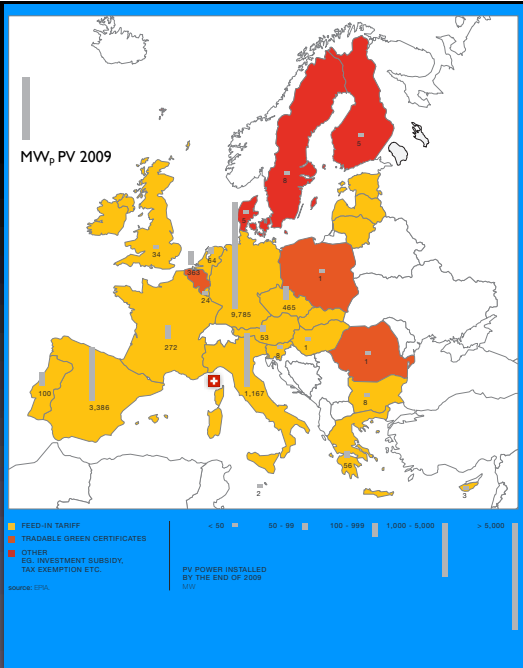 MWp PV 2009
5
6
5
34
64
363
24
1
9,785
465
272
53
8
1
1
100
3,386
1,167
8
56
2
3
FEED-IN TARIFF
TRADABLE GREEN CERTIFICATES
OTHER
EG. INVESTMENT SUBSIDY,
TAX EXEMPTION ETC.
source: EPIA
< 50
50 - 99
100 - 999
1,000 - 5,000
> 5,000
PV POWER INSTALLED
BY THE END OF 2009
MW